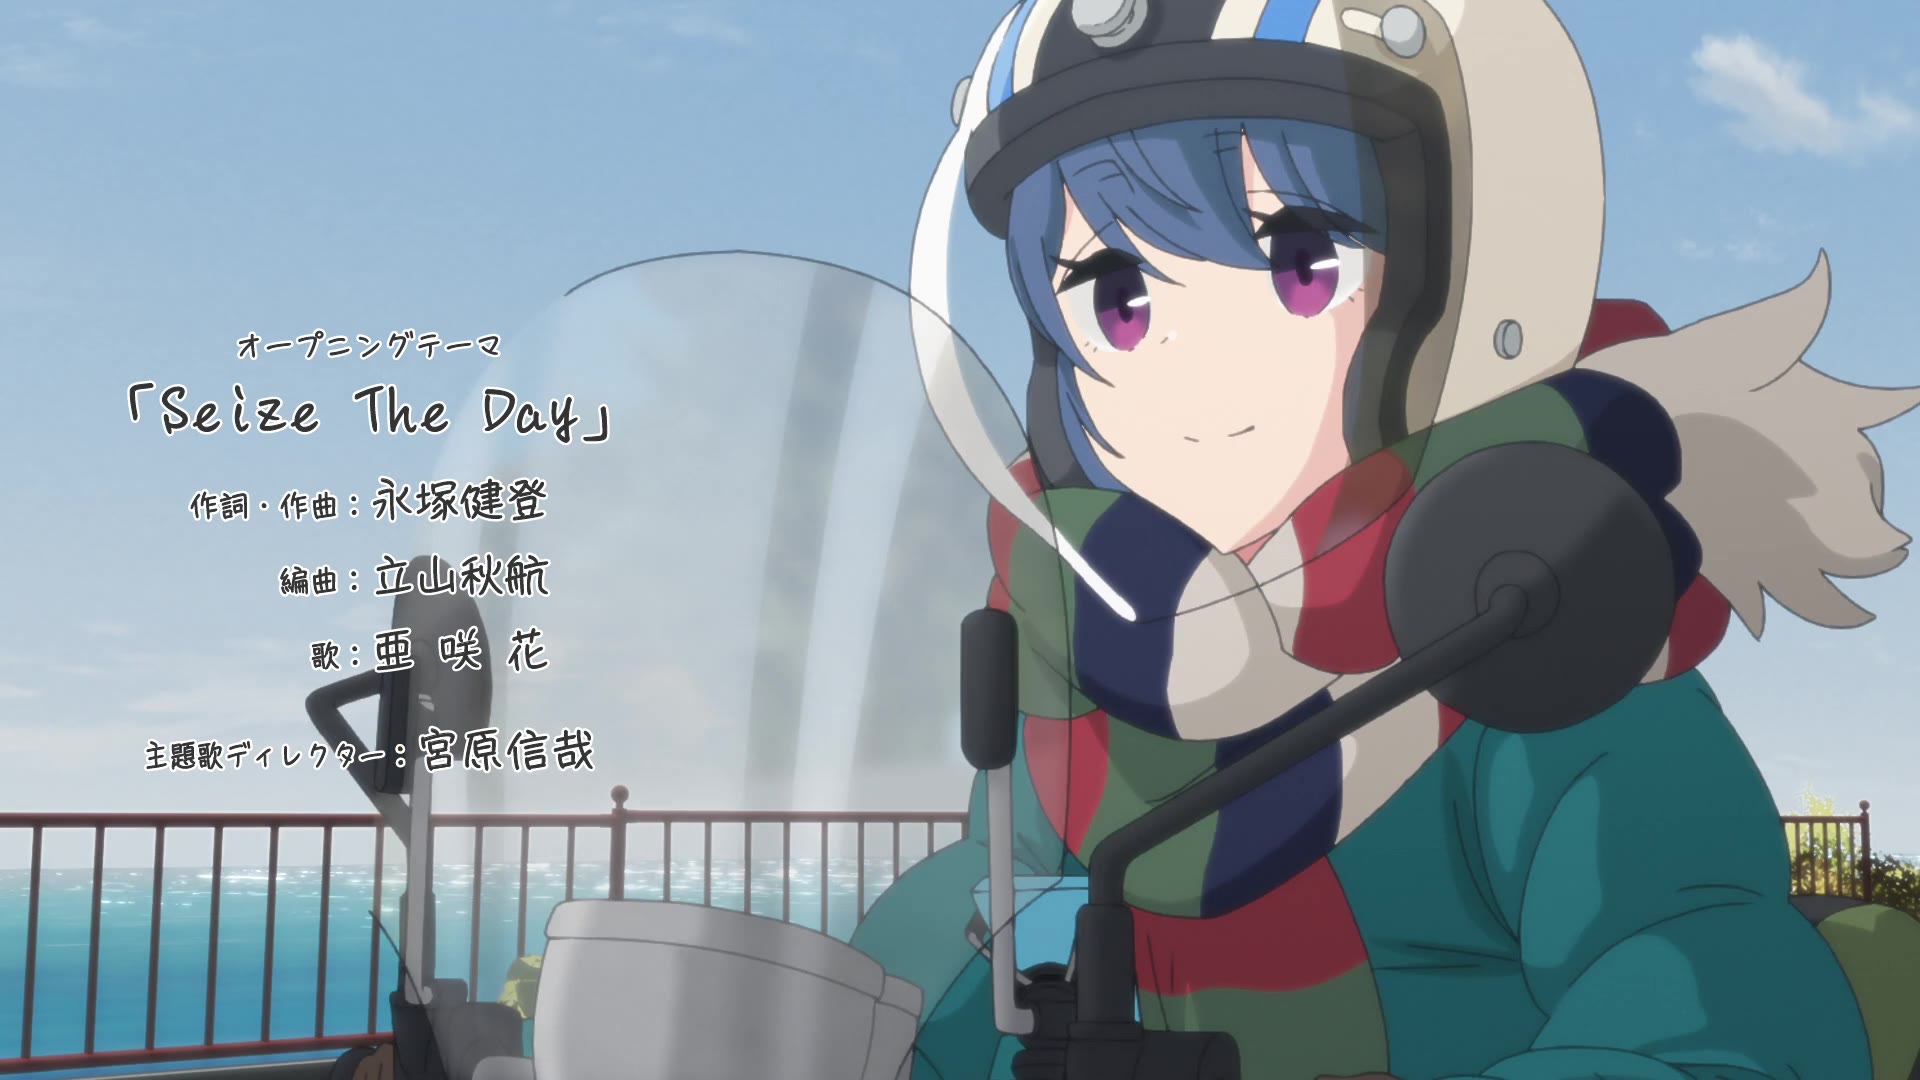 オープニングテーマ
「Seize The Day」
作詞・作曲：永塚健登
編曲：立山秋航
歌：亜咲花
主題歌ディレクター：宮原信哉